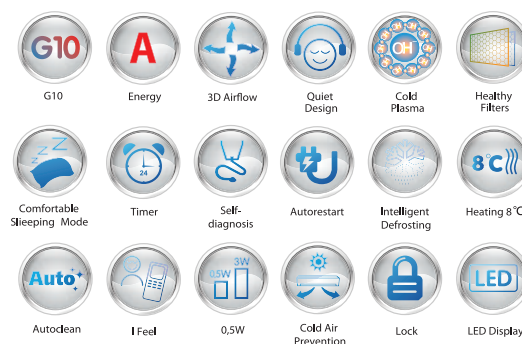 G10
A
OH
G10
Energy
3D Airflow
Quiet
Design
Cold
Plasma
Healthy
Filters
Z Z Z
24
8°C
Comfortable
Slieeping Mode
Timer
Self-
diagnosis
Autorestart
Intelligent
Defrosting
Heating 8°C
Auto
0.5W
3W
LED
Autoclean
I Feel
0,5W
Cold Air
Prevention
Lock
LED Display